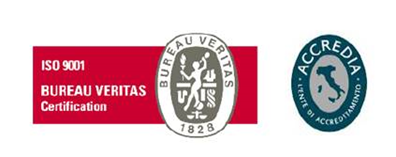 ISO 9001
BUREAU VERITAS
Certification
BUREAU VERITAS
1828
ACCREDIA
L'ENTE DI ACCREDITAMENTO